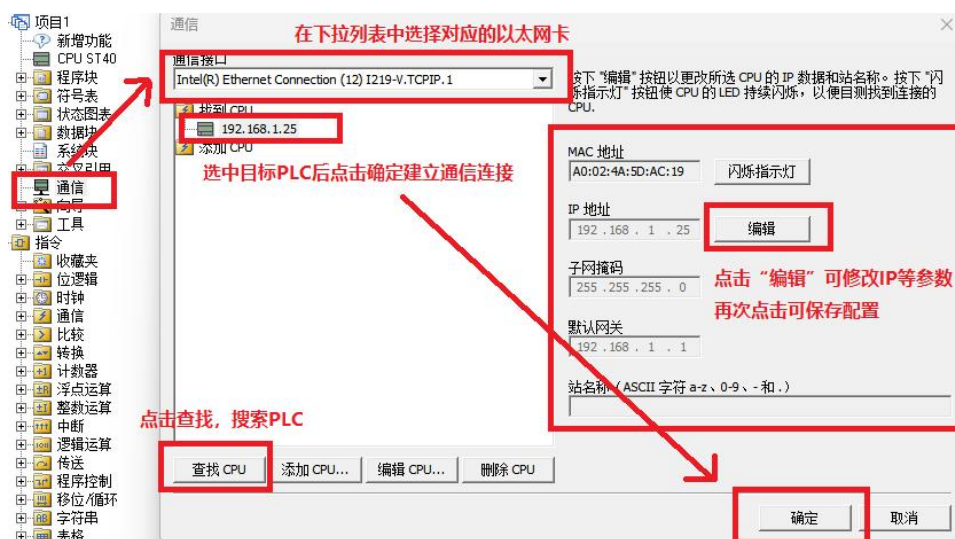 项目1
新增功能
CPU ST40
程序块
符号表
状态图表
数据块
系统块
交叉引用
通信
向导
工具
指令
收藏夹
位逻辑
时钟
通信
比较
转换
计数器
浮点运算
整数运算
中断
逻辑运算
传送
程序控制
移位/循环
字符串
表格
通信
在下拉列表中选择对应的以太网卡
通信接口
Intel(R) Ethernet Connection (12) I219-V.TCPIP.1
找到 CPU
192.168.1.25
添加 CPU
选中目标PLC后点击确定建立通信连接
点击查找，搜索PLC
查找 CPU
添加 CPU...
编辑 CPU...
删除 CPU
按下 "编辑" 按钮以更改所选 CPU 的 IP 数据和站名称。按下 "闪
烁指示灯" 按钮使 CPU 的 LED 持续闪烁，以便目测找到连接的
CPU.
MAC 地址
A0:02:4A:5D:AC:19
闪烁指示灯
IP 地址
192 . 168 . 1 . 25
编辑
子网掩码
255 . 255 . 255 . 0
点击“编辑”可修改IP等参数
再次点击可保存配置
默认网关
192 . 168 . 1 . 1
站名称（ASCII 字符 a-z、0-9、- 和 .）
确定
取消